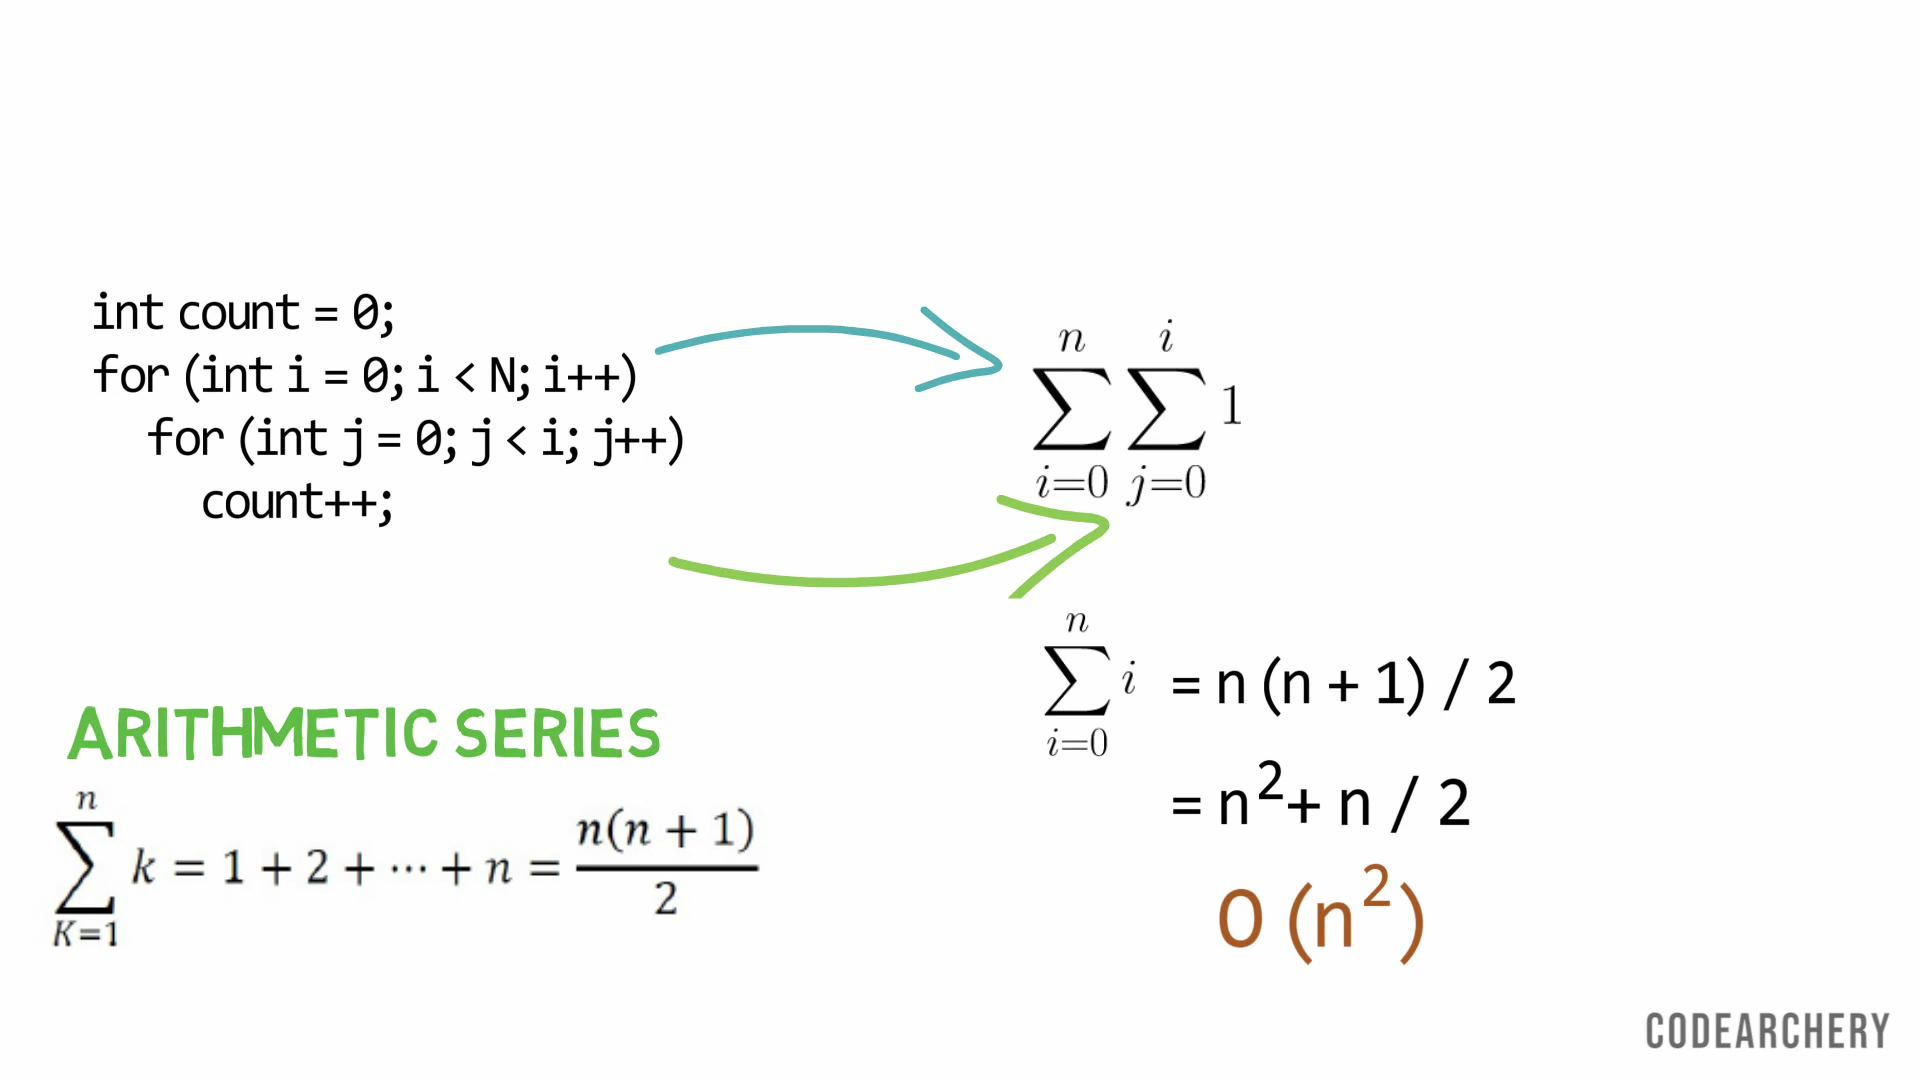 int count = 0;
for (int i = 0; i < N; i++)
for (int j = 0; j < i; j++)
count++;
n i
∑ ∑ 1
i=0 j=0
n
∑ i = n (n + 1) / 2
i=0
= n² + n / 2
O (n²)
ARITHMETIC SERIES
n
∑ k = 1 + 2 + ⋯ + n = n(n + 1) / 2
K=1
CODEARCHERY